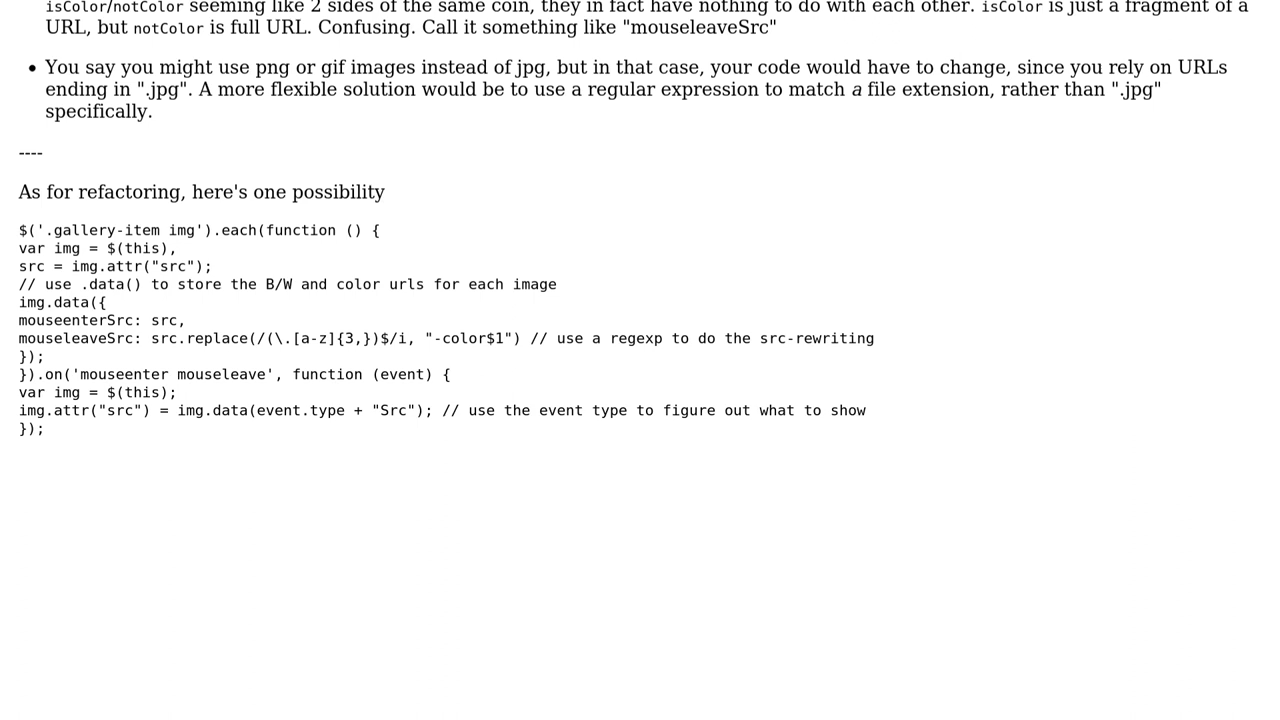 isColor/notColor seeming like 2 sides of the same coin, they in fact have nothing to do with each other. isColor is just a fragment of a
URL, but notColor is full URL. Confusing. Call it something like "mouseleaveSrc"
• You say you might use png or gif images instead of jpg, but in that case, your code would have to change, since you rely on URLs
ending in ".jpg". A more flexible solution would be to use a regular expression to match a file extension, rather than ".jpg"
specifically.
----
As for refactoring, here's one possibility
$('.gallery-item img').each(function () {
var img = $(this),
src = img.attr("src");
// use .data() to store the B/W and color urls for each image
img.data({
mouseenterSrc: src,
mouseleaveSrc: src.replace(/(\.[a-z]{3,})$/i, "-color$1") // use a regexp to do the src-rewriting
});
}).on('mouseenter mouseleave', function (event) {
var img = $(this);
img.attr("src") = img.data(event.type + "Src"); // use the event type to figure out what to show
});